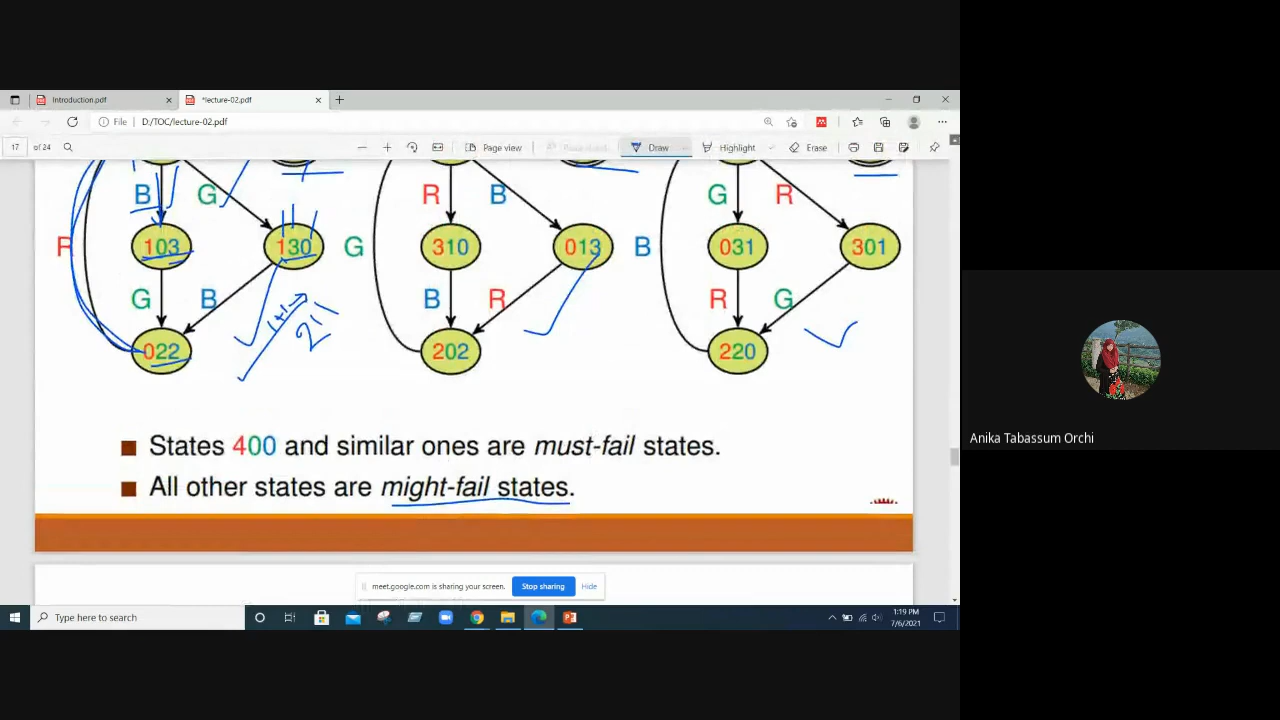 Introduction.pdf
*lecture-02.pdf
File
D:/TOC/lecture-02.pdf
17 of 24
Page view
Draw
Highlight
Erase
B G R B G R
R 103 130 G 310 013 B 031 301
G B B R R G
1+1→
2
022 202 220
States 400 and similar ones are must-fail states.
All other states are might-fail states.
meet.google.com is sharing your screen.
Stop sharing
Hide
Type here to search
1:19 PM
7/6/2021
Anika Tabassum Orchi